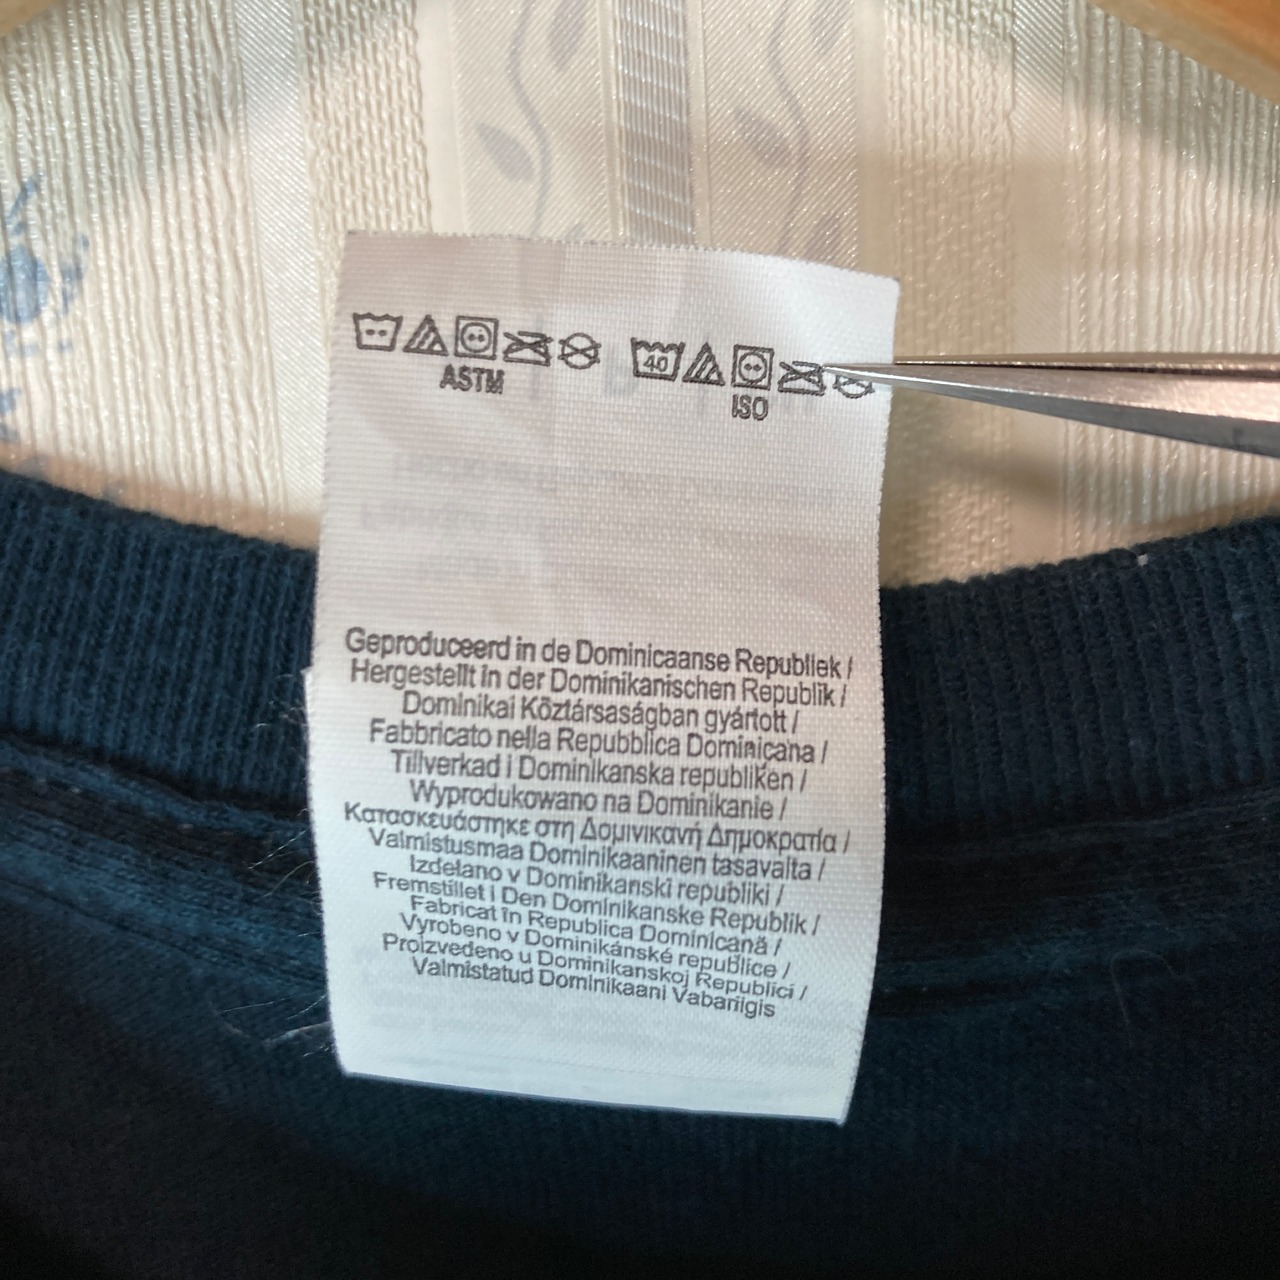 40
ASTM
ISO
Geproduceerd in de Dominicaanse Republiek /
Hergestellt in der Dominikanischen Republik /
Dominikai Köztársaságban gyártott /
Fabbricato nella Repubblica Dominicana /
Tillverkad i Dominikanska republiken /
Wyprodukowano na Dominikanie /
Κατασκευάστηκε στη Δομινικανή Δημοκρατία /
Valmistusmaa Dominikaaninen tasavalta /
Izdelano v Dominikanski republiki /
Fremstillet i Den Dominikanske Republik /
Fabricat în Republica Dominicană /
Vyrobeno v Dominikánské republice /
Proizvedeno u Dominikanskoj Republici /
Valmistatud Dominikaani Vabariigis